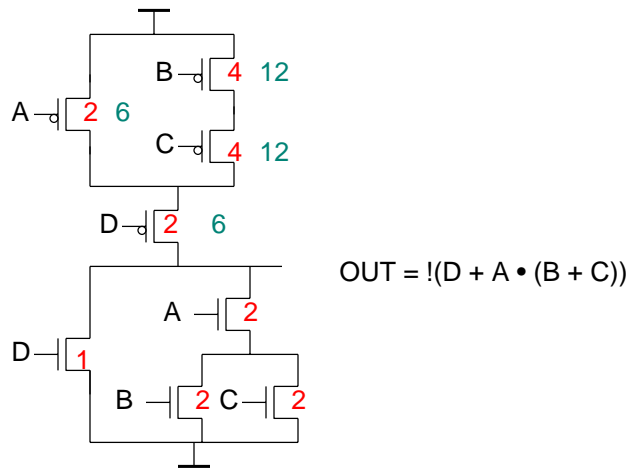 B 4 12
A 2 6
C 4 12
D 2 6
OUT = !(D + A • (B + C))
A 2
D 1
B 2 C 2